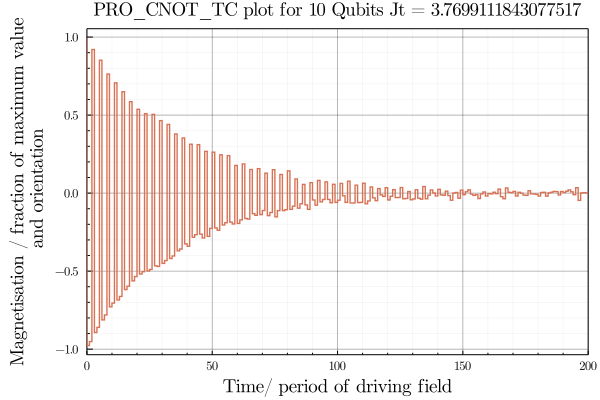 PRO_CNOT_TC plot for 10 Qubits Jt = 3.7699111843077517
Magnetisation / fraction of maximum value
and orientation
1.0
0.5
0.0
−0.5
−1.0
0
50
100
150
200
Time/ period of driving field